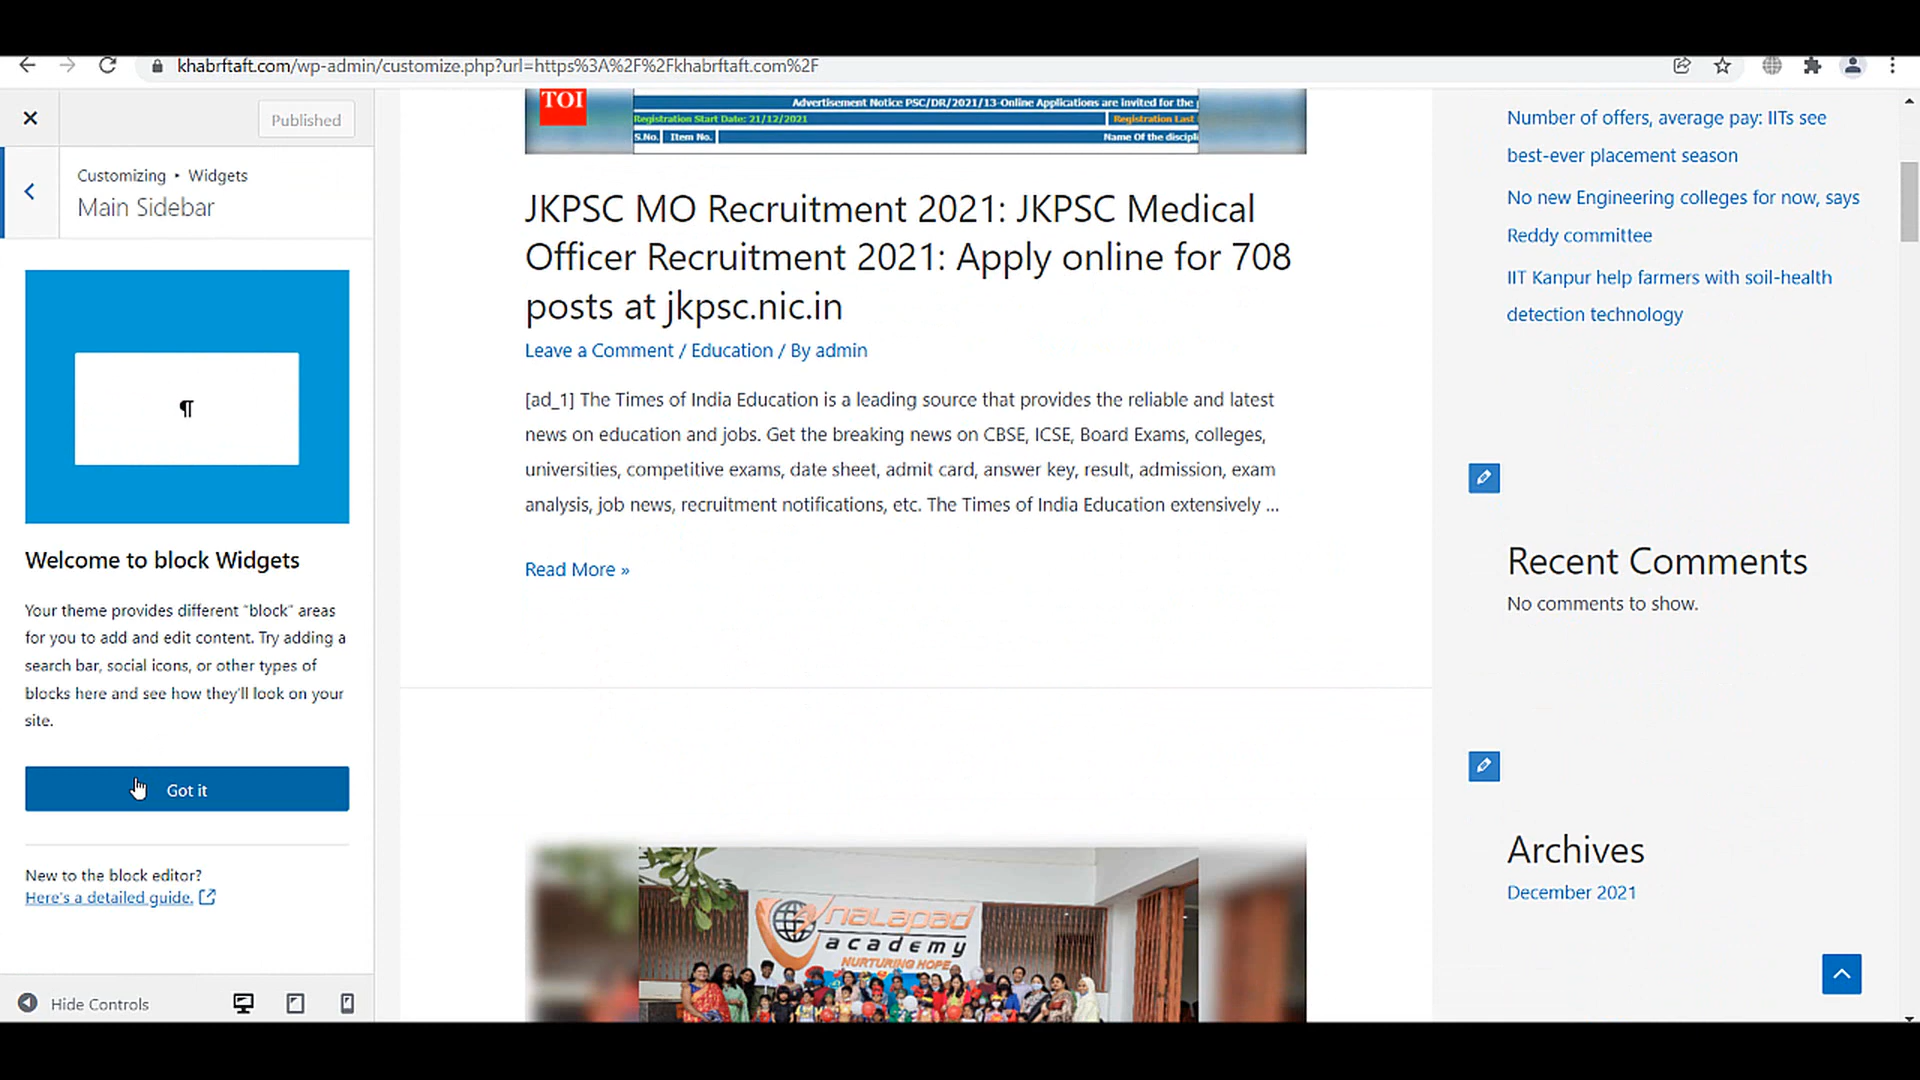 khabrftaft.com/wp-admin/customize.php?url=https%3A%2F%2Fkhabrftaft.com%2F
Published
Customizing • Widgets
Main Sidebar
¶
Welcome to block Widgets
Your theme provides different "block" areas
for you to add and edit content. Try adding a
search bar, social icons, or other types of
blocks here and see how they'll look on your
site.
Got it
New to the block editor?
Here's a detailed guide.
Hide Controls
TOI
Advertisement Notice PSC/DR/2021/13-Online Applications are invited for the
Registration Start Date: 21/12/2021
Registration Last
S.No. Item No. Name Of the discipli
JKPSC MO Recruitment 2021: JKPSC Medical
Officer Recruitment 2021: Apply online for 708
posts at jkpsc.nic.in
Leave a Comment / Education / By admin
[ad_1] The Times of India Education is a leading source that provides the reliable and latest
news on education and jobs. Get the breaking news on CBSE, ICSE, Board Exams, colleges,
universities, competitive exams, date sheet, admit card, answer key, result, admission, exam
analysis, job news, recruitment notifications, etc. The Times of India Education extensively ...
Read More »
nalapad
academy
NURTURING HOPE
Number of offers, average pay: IITs see
best-ever placement season
No new Engineering colleges for now, says
Reddy committee
IIT Kanpur help farmers with soil-health
detection technology
Recent Comments
No comments to show.
Archives
December 2021